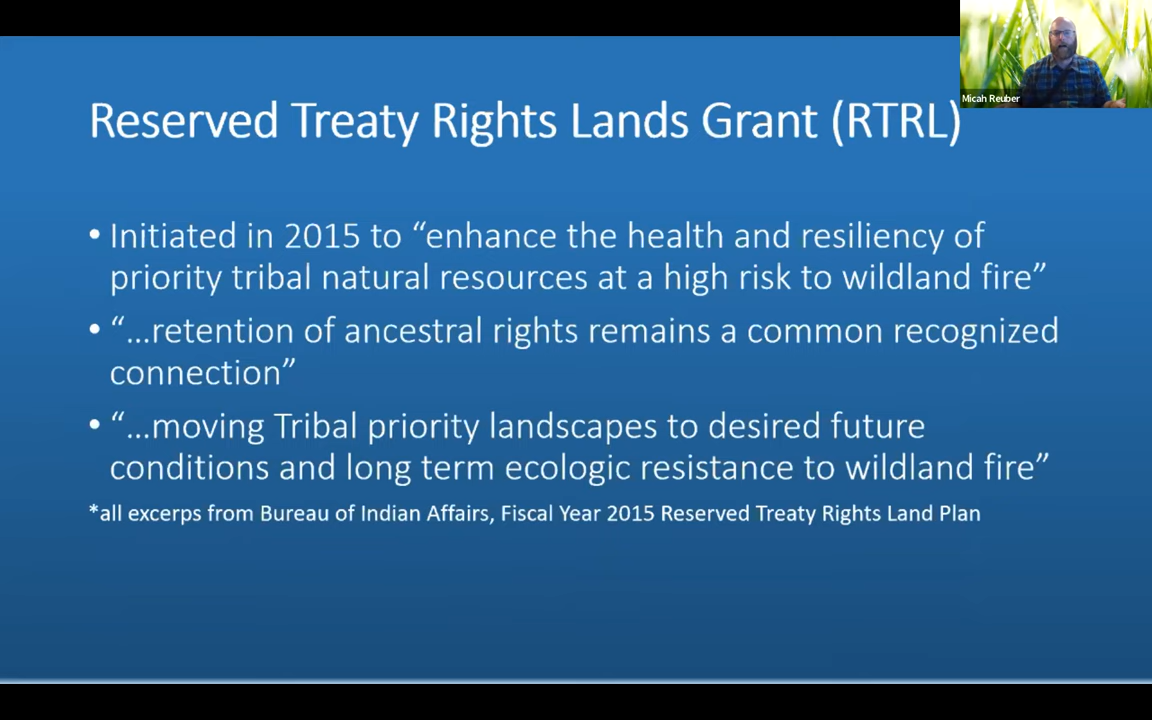 Micah Reuber
Reserved Treaty Rights Lands Grant (RTRL)
• Initiated in 2015 to “enhance the health and resiliency of
priority tribal natural resources at a high risk to wildland fire”
• “…retention of ancestral rights remains a common recognized
connection”
• “…moving Tribal priority landscapes to desired future
conditions and long term ecologic resistance to wildland fire”
*all excerps from Bureau of Indian Affairs, Fiscal Year 2015 Reserved Treaty Rights Land Plan